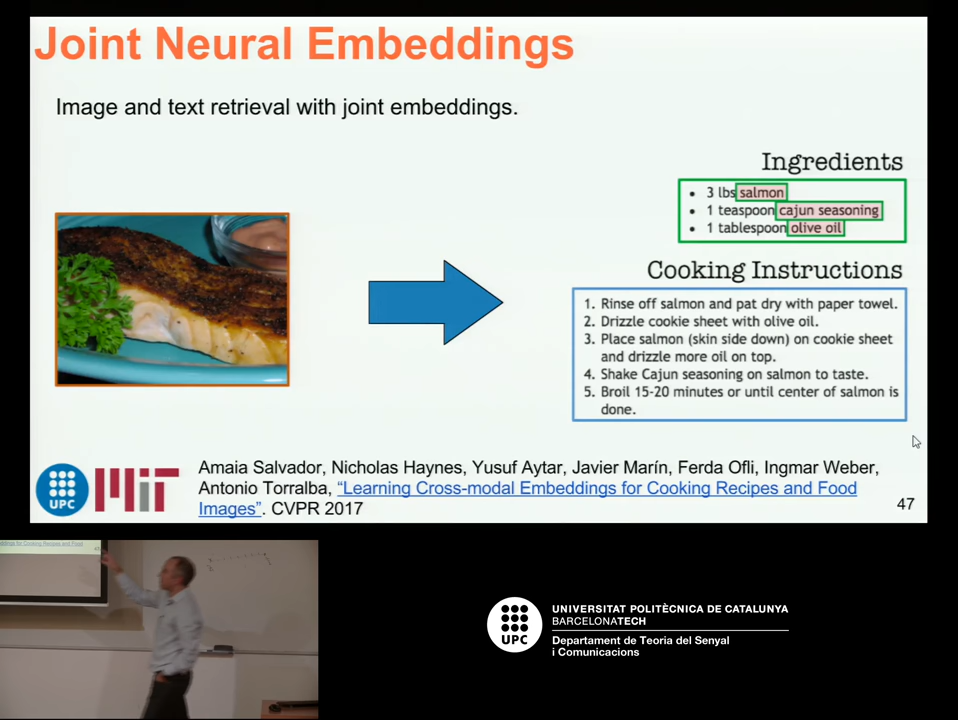 Joint Neural Embeddings
Image and text retrieval with joint embeddings.
Ingredients
• 3 lbs salmon
• 1 teaspoon cajun seasoning
• 1 tablespoon olive oil
Cooking Instructions
1. Rinse off salmon and pat dry with paper towel.
2. Drizzle cookie sheet with olive oil.
3. Place salmon (skin side down) on cookie sheet
and drizzle more oil on top.
4. Shake Cajun seasoning on salmon to taste.
5. Broil 15-20 minutes or until center of salmon is
done.
UPC
MIT
Amaia Salvador, Nicholas Haynes, Yusuf Aytar, Javier Marín, Ferda Ofli, Ingmar Weber,
Antonio Torralba, “Learning Cross-modal Embeddings for Cooking Recipes and Food
Images”. CVPR 2017
47
UPC
UNIVERSITAT POLITÈCNICA DE CATALUNYA
BARCELONATECH
Departament de Teoria del Senyal
i Comunicacions